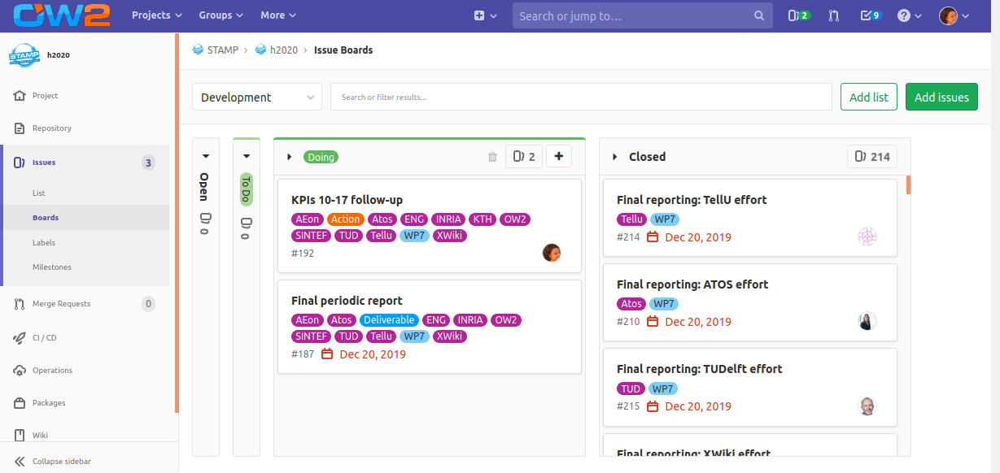 OW2 Projects Groups More Search or jump to... 2 9 ?
STAMP h2020
STAMP › h2020 › Issue Boards
Project
Repository
Issues 3
List
Boards
Labels
Milestones
Merge Requests 0
CI / CD
Operations
Packages
Wiki
Collapse sidebar
Development Search or filter results... Add list Add issues
Open 0
To Do 0
Doing 2 +
KPIs 10-17 follow-up
AEon Action Atos ENG INRIA KTH OW2
SINTEF TUD Tellu WP7 XWiki
#192
Final periodic report
AEon Atos Deliverable ENG INRIA OW2
SINTEF TUD Tellu WP7 XWiki
#187 Dec 20, 2019
Closed 214
Final reporting: TellU effort
Tellu WP7
#214 Dec 20, 2019
Final reporting: ATOS effort
Atos WP7
#210 Dec 20, 2019
Final reporting: TUDelft effort
TUD WP7
#215 Dec 20, 2019
Final reporting: XWiki effort